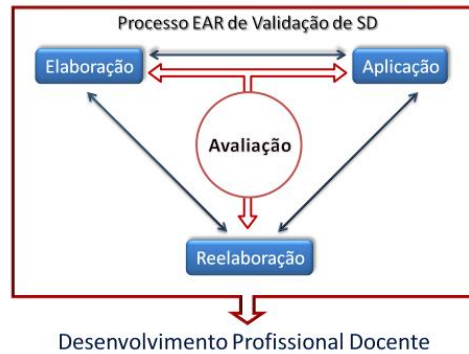 Processo EAR de Validação de SD
Elaboração
Aplicação
Avaliação
Reelaboração
Desenvolvimento Profissional Docente